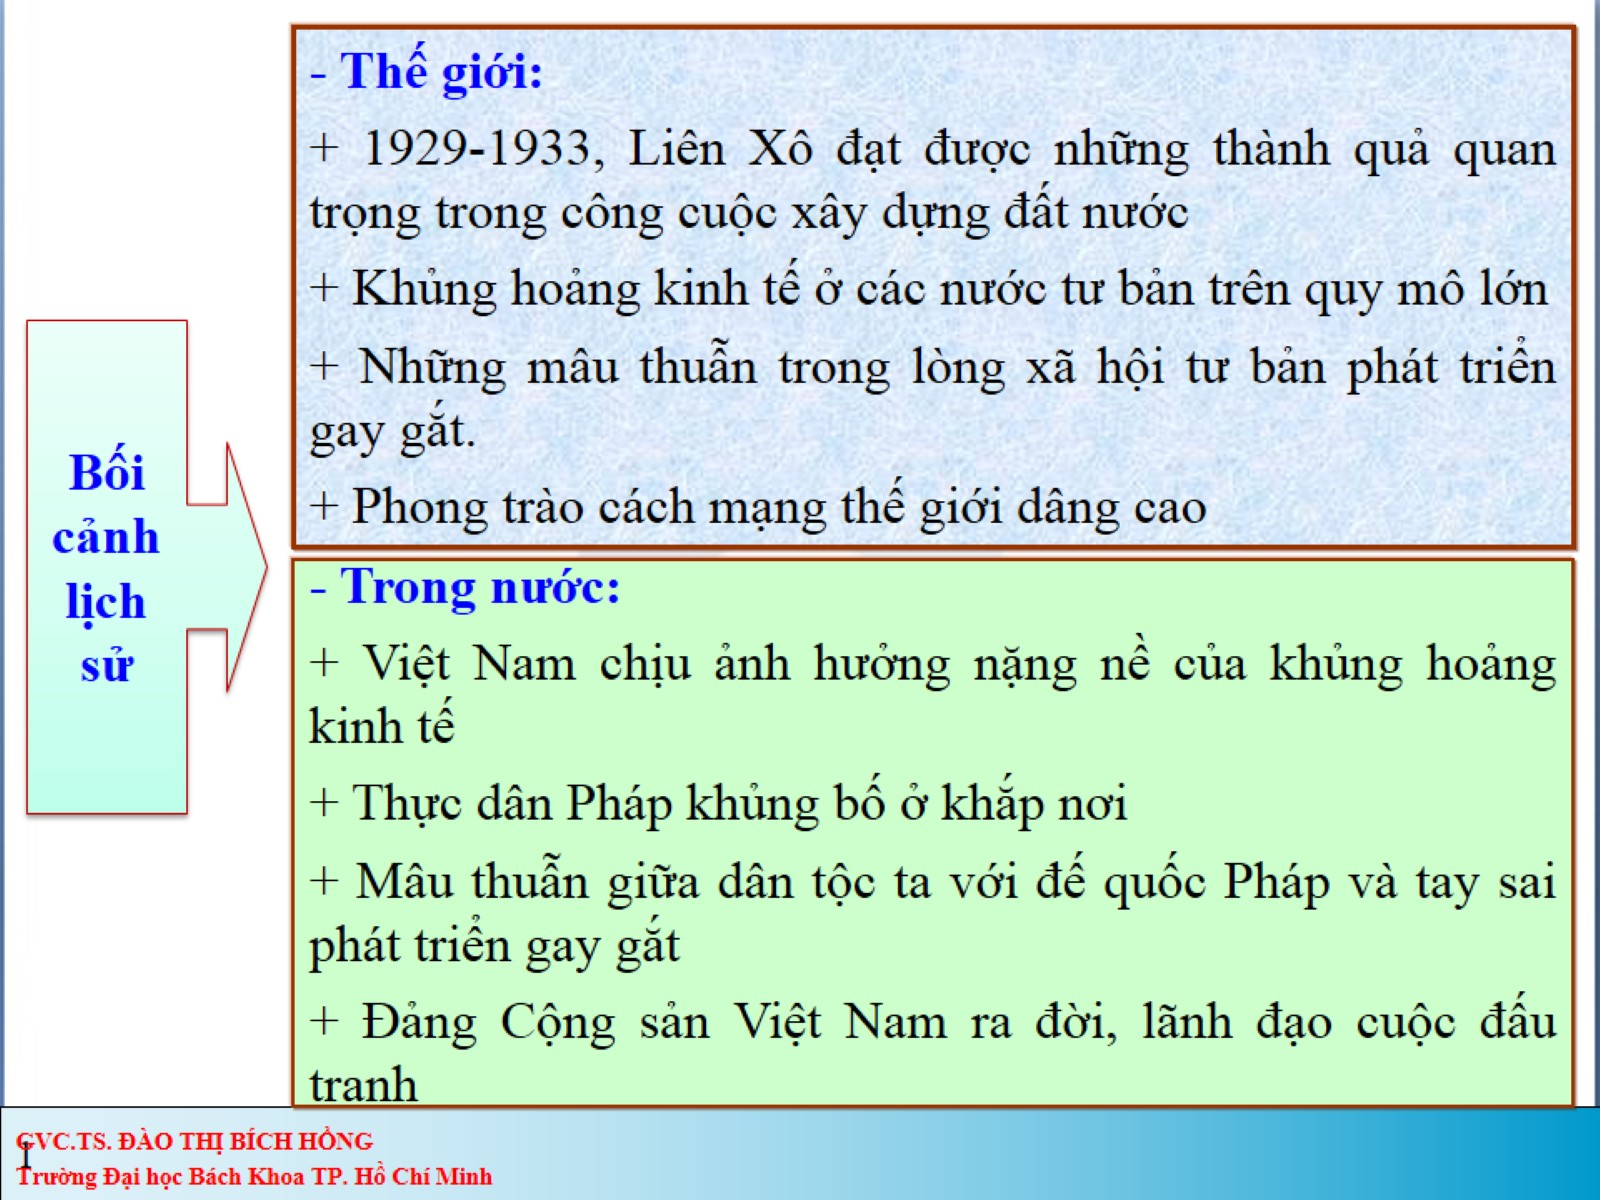 Bối
cảnh
lịch
sử
- Thế giới:
+ 1929-1933, Liên Xô đạt được những thành quả quan
trọng trong công cuộc xây dựng đất nước
+ Khủng hoảng kinh tế ở các nước tư bản trên quy mô lớn
+ Những mâu thuẫn trong lòng xã hội tư bản phát triển
gay gắt.
+ Phong trào cách mạng thế giới dâng cao
- Trong nước:
+ Việt Nam chịu ảnh hưởng nặng nề của khủng hoảng
kinh tế
+ Thực dân Pháp khủng bố ở khắp nơi
+ Mâu thuẫn giữa dân tộc ta với đế quốc Pháp và tay sai
phát triển gay gắt
+ Đảng Cộng sản Việt Nam ra đời, lãnh đạo cuộc đấu
tranh
GVC.TS. ĐÀO THỊ BÍCH HỒNG
1
Trường Đại học Bách Khoa TP. Hồ Chí Minh